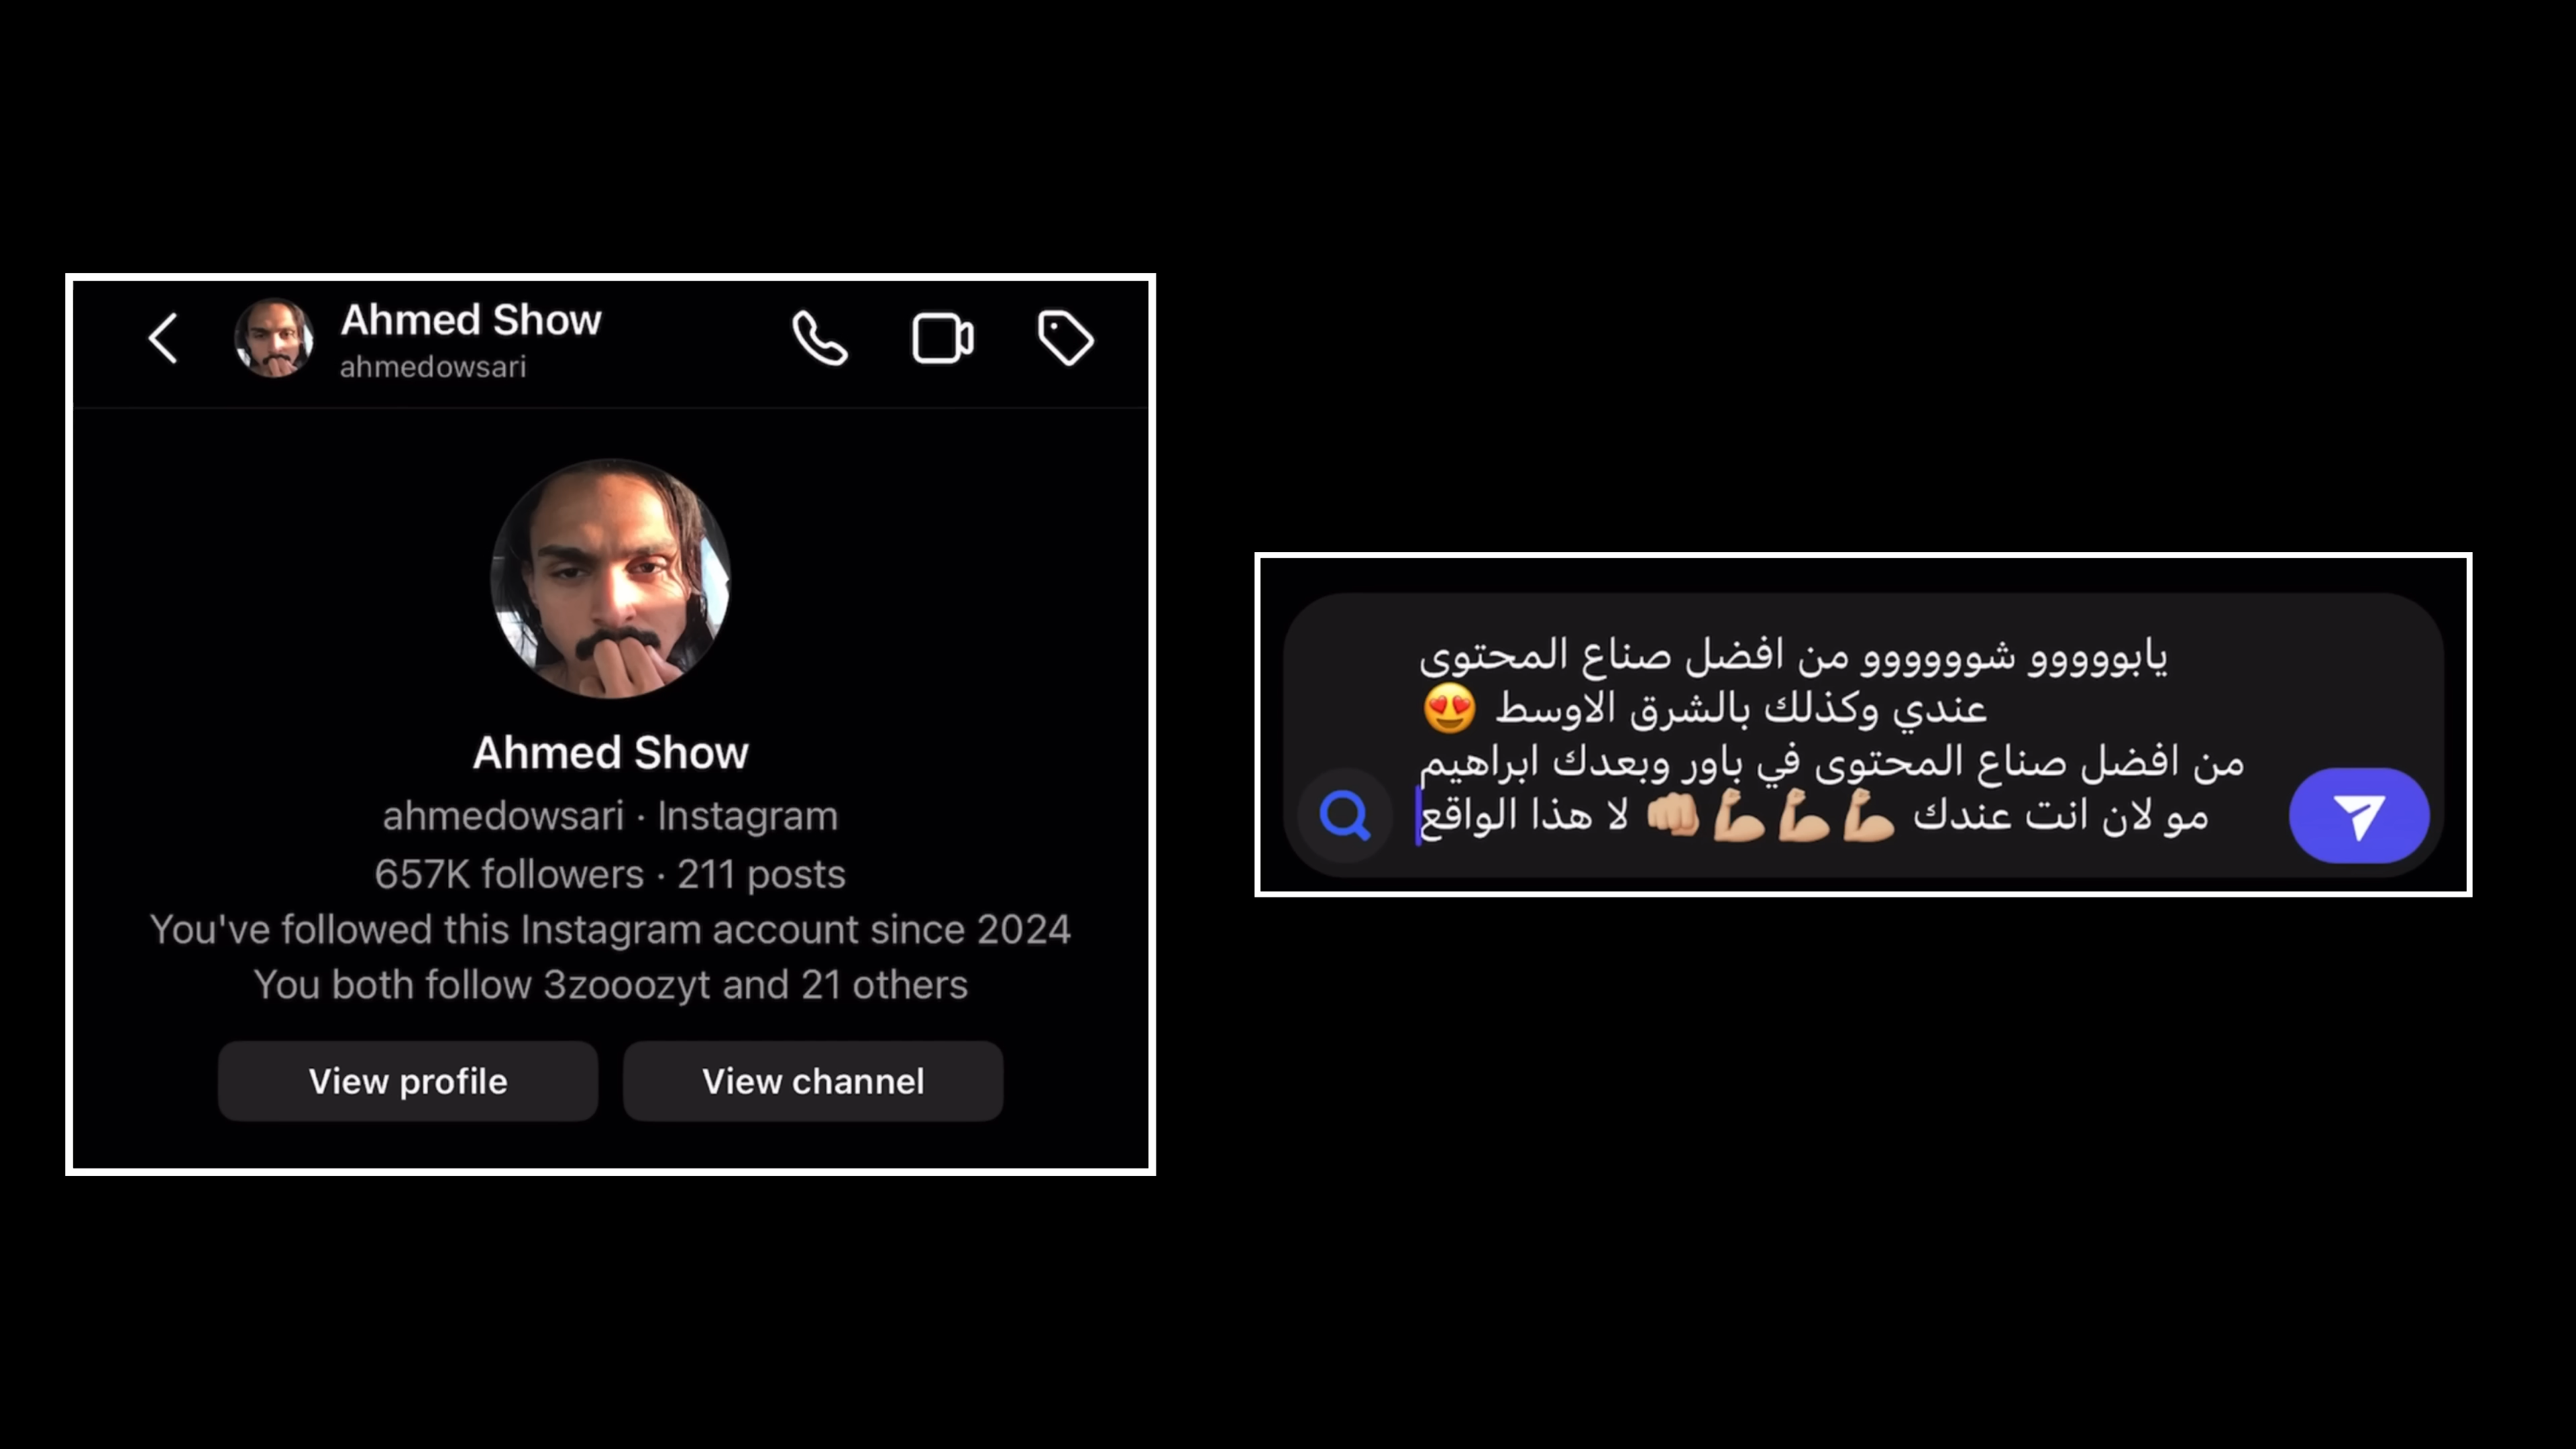 Ahmed Show
ahmedowsari
Ahmed Show
ahmedowsari · Instagram
657K followers · 211 posts
You've followed this Instagram account since 2024
You both follow 3zooozyt and 21 others
View profile
View channel
يابووووو شوووووو من افضل صناع المحتوى
عندي وكذلك بالشرق الاوسط 😍
من افضل صناع المحتوى في باور وبعدك ابراهيم
مو لان انت عندك 💪🏼💪🏼💪🏼👊🏼 لا هذا الواقع